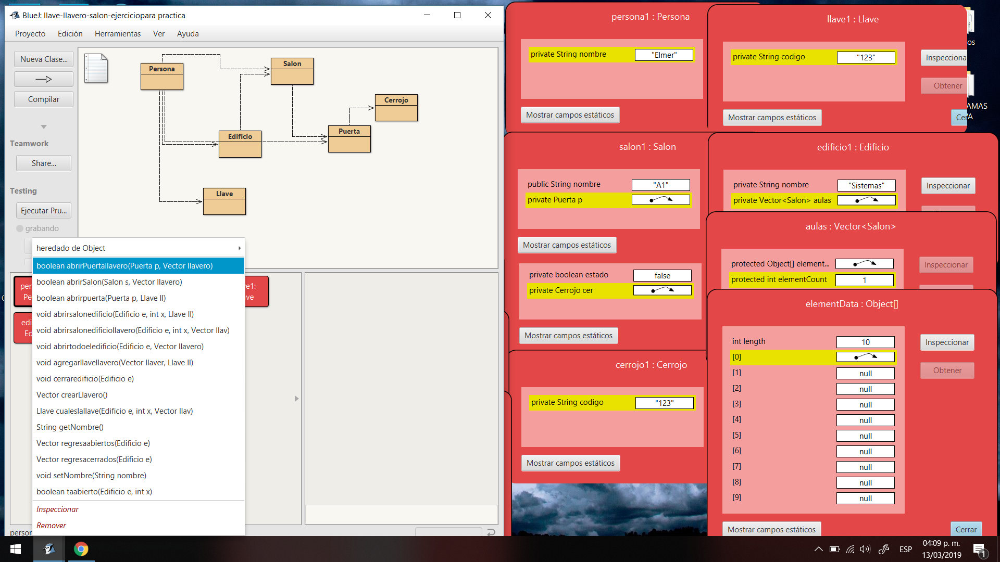 BlueJ: llave-llavero-salon-ejerciciopara practica
Proyecto Edición Herramientas Ver Ayuda
Nueva Clase...
Compilar
Teamwork
Share...
Testing
Ejecutar Pru...
grabando
Persona
Salon
Cerrojo
Edificio
Puerta
Llave
heredado de Object
boolean abrirPuertallavero(Puerta p, Vector llavero)
boolean abrirSalon(Salon s, Vector llavero)
boolean abrirpuerta(Puerta p, Llave ll)
void abrirsalonedificio(Edificio e, int x, Llave ll)
void abrirsalonedificiollavero(Edificio e, int x, Vector llav)
void abrirtodoeledificio(Edificio e, Vector llavero)
void agregarllavellavero(Vector llaver, Llave ll)
void cerraredificio(Edificio e)
Vector crearLlavero()
Llave cualeslallave(Edificio e, int x, Vector llav)
String getNombre()
Vector regresaabiertos(Edificio e)
Vector regresacerrados(Edificio e)
void setNombre(String nombre)
boolean taabierto(Edificio e, int x)
Inspeccionar
Remover
per
Pe
edi
Ed
ve1:
ve
person
persona1 : Persona
private String nombre "Elmer"
Mostrar campos estáticos
llave1 : Llave
private String codigo "123"
Inspecciona
Obtener
Mostrar campos estáticos
Cer
os
AMAS
VA
salon1 : Salon
public String nombre "A1"
private Puerta p
Mostrar campos estáticos
private boolean estado false
private Cerrojo cer
Mostrar campos estáticos
cerrojo1 : Cerrojo
private String codigo "123"
Mostrar campos estáticos
edificio1 : Edificio
private String nombre "Sistemas"
private Vector<Salon> aulas
Inspeccionar
aulas : Vector<Salon>
protected Object[] element...
protected int elementCount 1
Inspeccionar
elementData : Object[]
int length 10
[0]
[1] null
[2] null
[3] null
[4] null
[5] null
[6] null
[7] null
[8] null
[9] null
Inspeccionar
Obtener
Mostrar campos estáticos
Cerrar
ESP
04:09 p. m.
13/03/2019
1